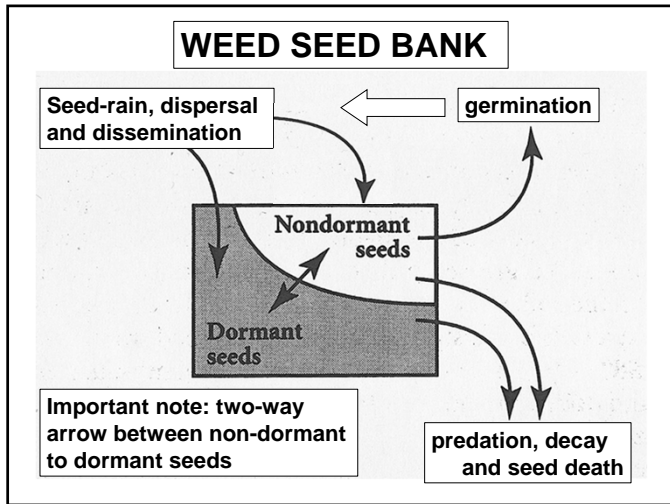 WEED SEED BANK
Seed-rain, dispersal
and dissemination
germination
Nondormant
seeds
Dormant
seeds
Important note: two-way
arrow between non-dormant
to dormant seeds
predation, decay
and seed death